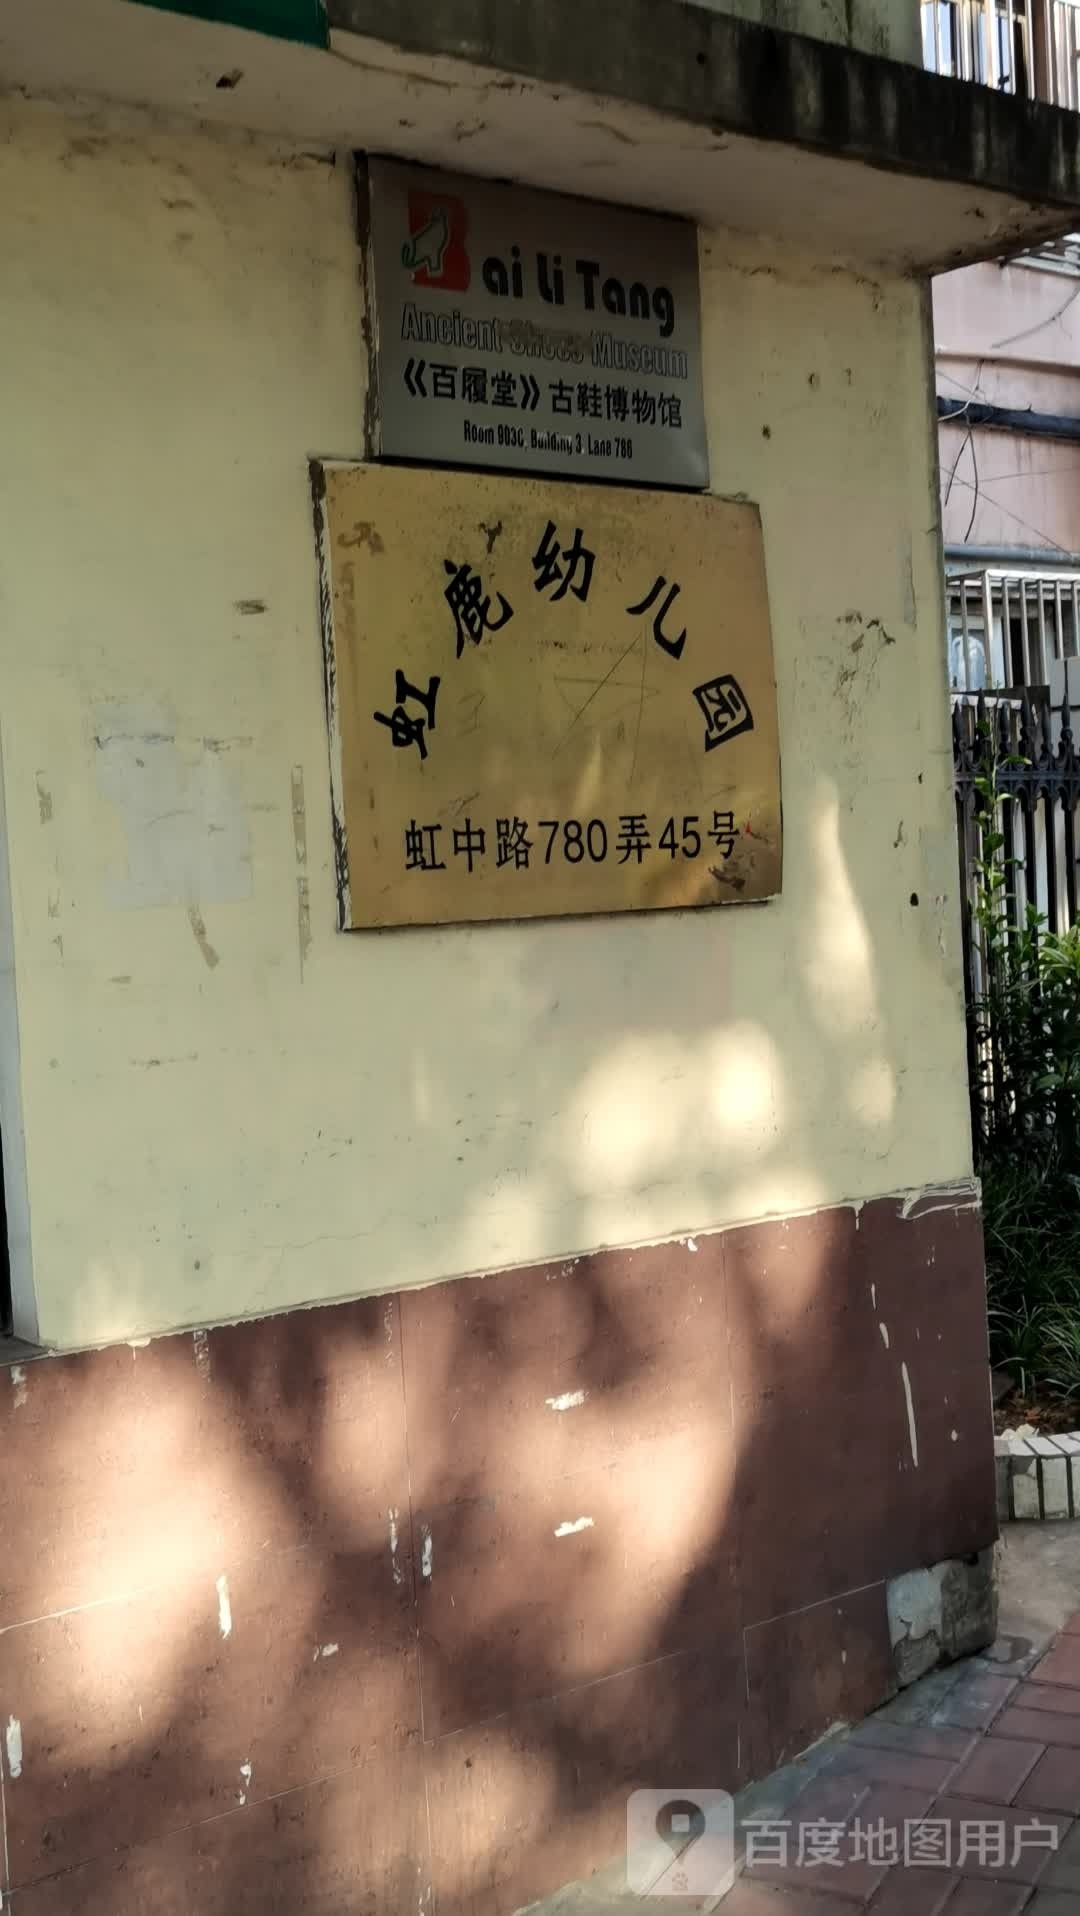 Bai Li Tang
Ancient Shoes Museum
《百履堂》古鞋博物馆
Room 903C, Building 3, Lane 786
虹鹿幼儿园
虹中路780弄45号
百度地图用户